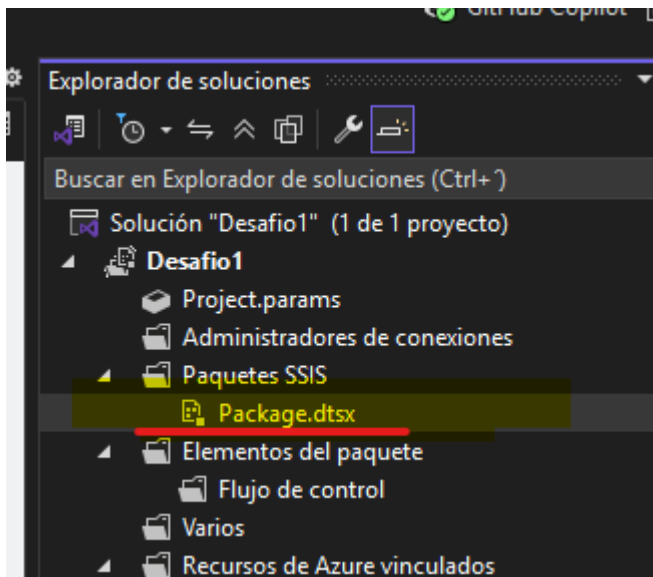 GitHub Copilot
Explorador de soluciones
Buscar en Explorador de soluciones (Ctrl+´)
Solución "Desafio1" (1 de 1 proyecto)
Desafio1
Project.params
Administradores de conexiones
Paquetes SSIS
Package.dtsx
Elementos del paquete
Flujo de control
Varios
Recursos de Azure vinculados